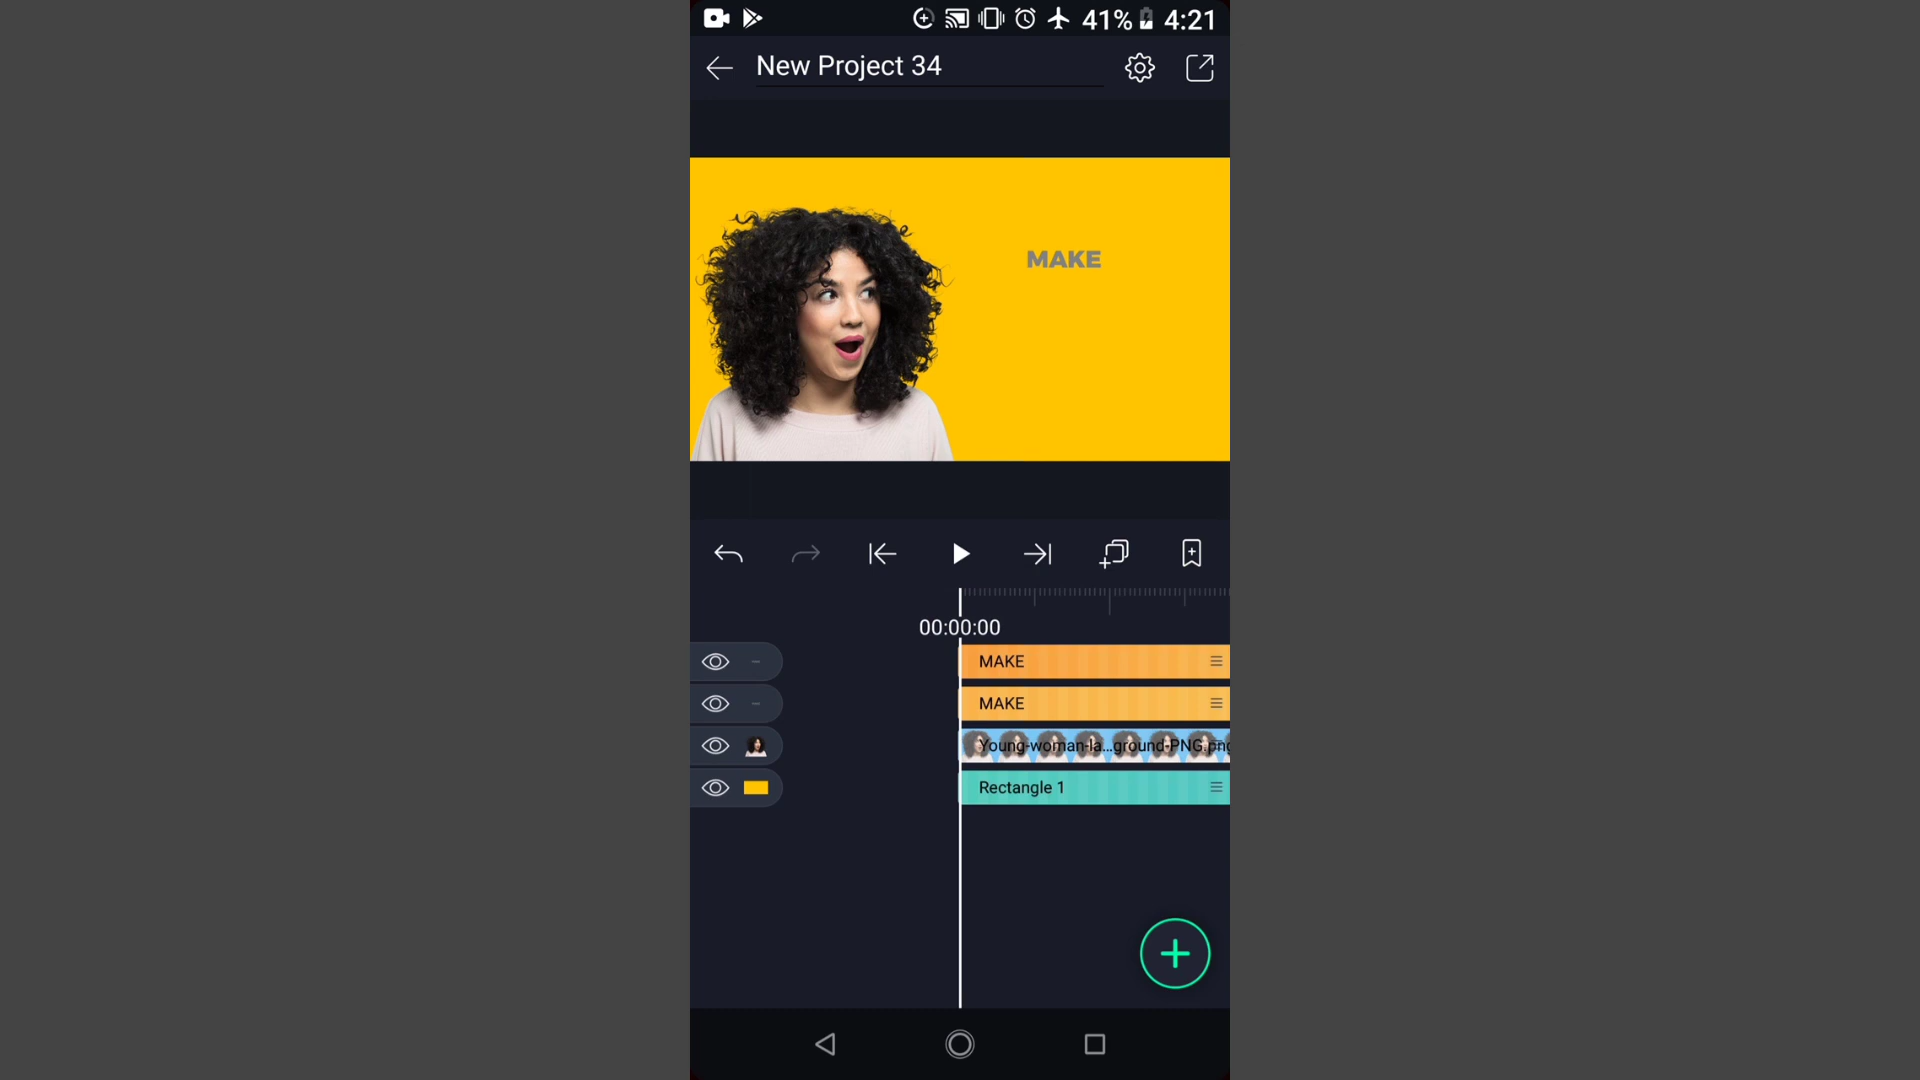 41% 4:21
New Project 34
MAKE
00:00:00
MAKE
MAKE
Young-woman-la...ground-PNG.png
Rectangle 1